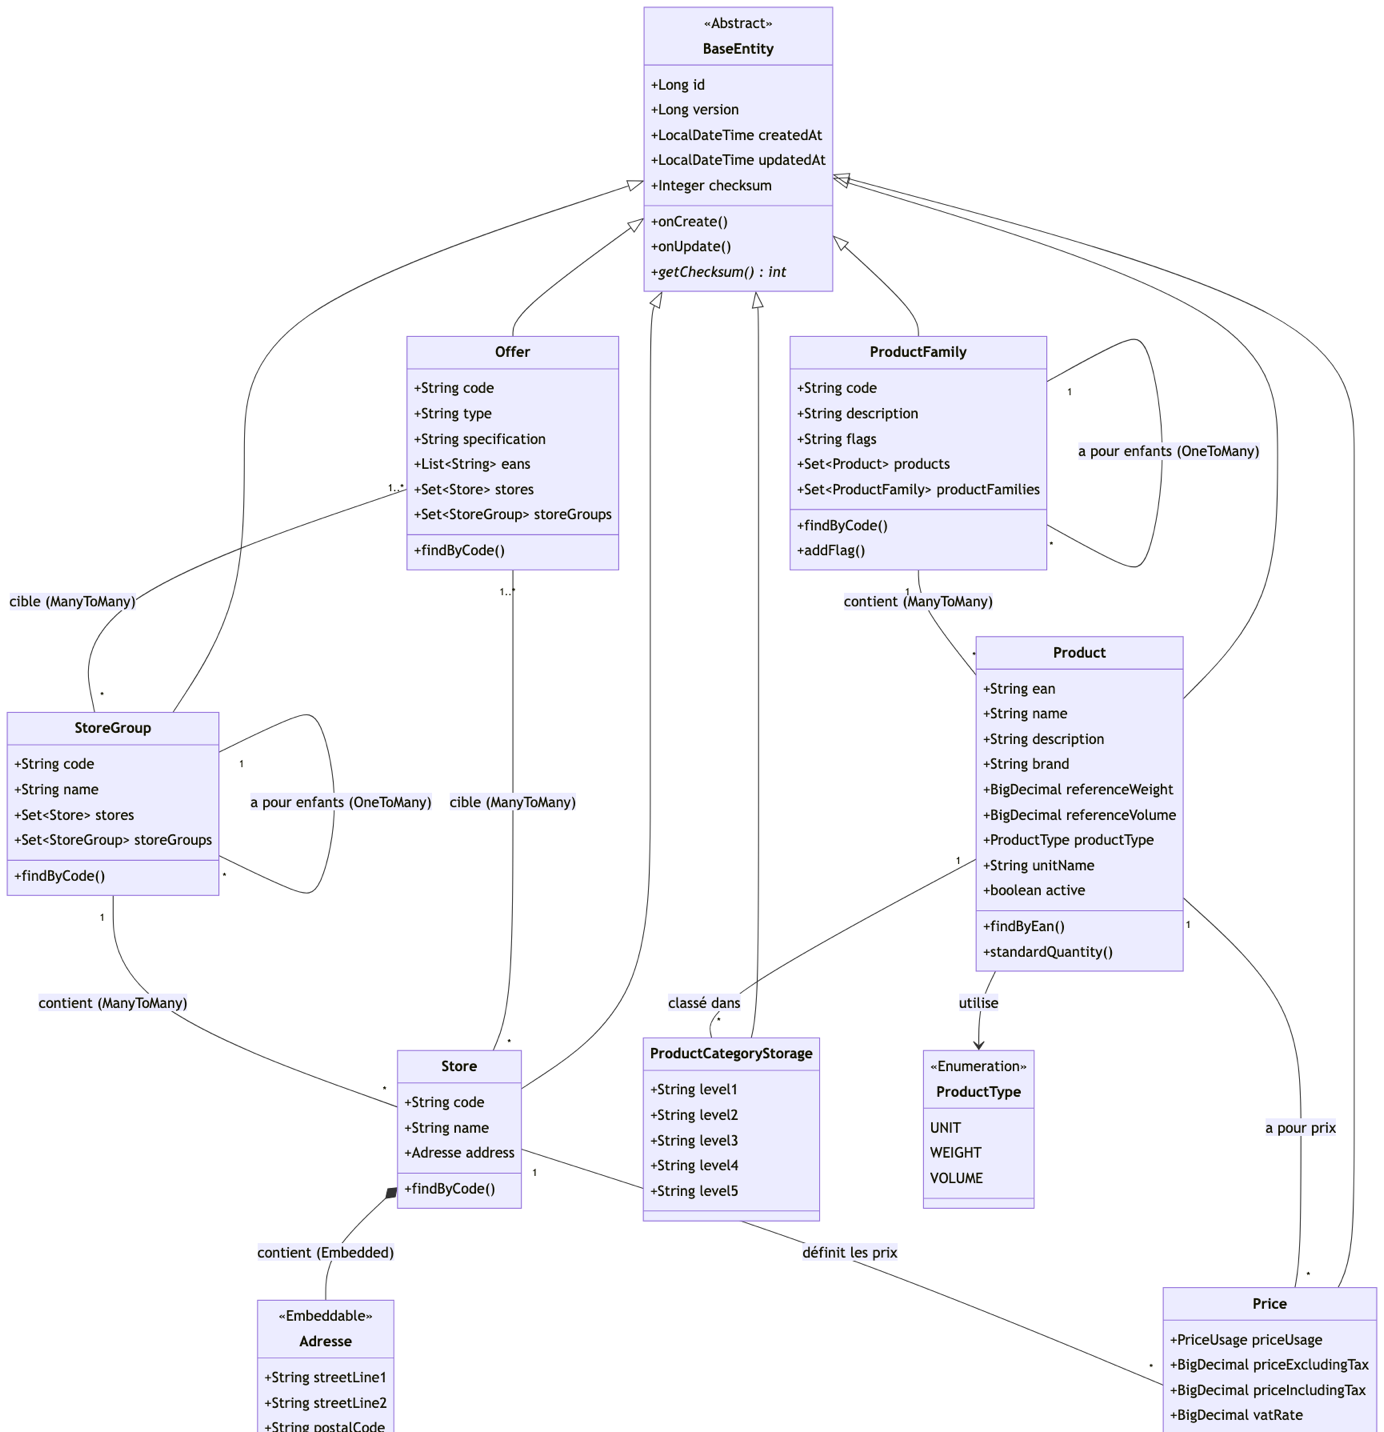 «Abstract»
BaseEntity
+Long id
+Long version
+LocalDateTime createdAt
+LocalDateTime updatedAt
+Integer checksum
+onCreate()
+onUpdate()
+getChecksum() : int
Offer
+String code
+String type
+String specification
+List<String> eans
+Set<Store> stores
+Set<StoreGroup> storeGroups
+findByCode()
ProductFamily
+String code
+String description
+String flags
+Set<Product> products
+Set<ProductFamily> productFamilies
+findByCode()
+addFlag()
1
a pour enfants (OneToMany)
*
1..*
cible (ManyToMany)
*
1..*
cible (ManyToMany)
*
1
contient (ManyToMany)
*
StoreGroup
+String code
+String name
+Set<Store> stores
+Set<StoreGroup> storeGroups
+findByCode()
1
a pour enfants (OneToMany)
*
1
contient (ManyToMany)
*
Product
+String ean
+String name
+String description
+String brand
+BigDecimal referenceWeight
+BigDecimal referenceVolume
+ProductType productType
+String unitName
+boolean active
+findByEan()
+standardQuantity()
1
classé dans
*
utilise
1
a pour prix
*
Store
+String code
+String name
+Adresse address
+findByCode()
1
définit les prix
*
ProductCategoryStorage
+String level1
+String level2
+String level3
+String level4
+String level5
«Enumeration»
ProductType
UNIT
WEIGHT
VOLUME
contient (Embedded)
«Embeddable»
Adresse
+String streetLine1
+String streetLine2
+String postalCode
Price
+PriceUsage priceUsage
+BigDecimal priceExcludingTax
+BigDecimal priceIncludingTax
+BigDecimal vatRate